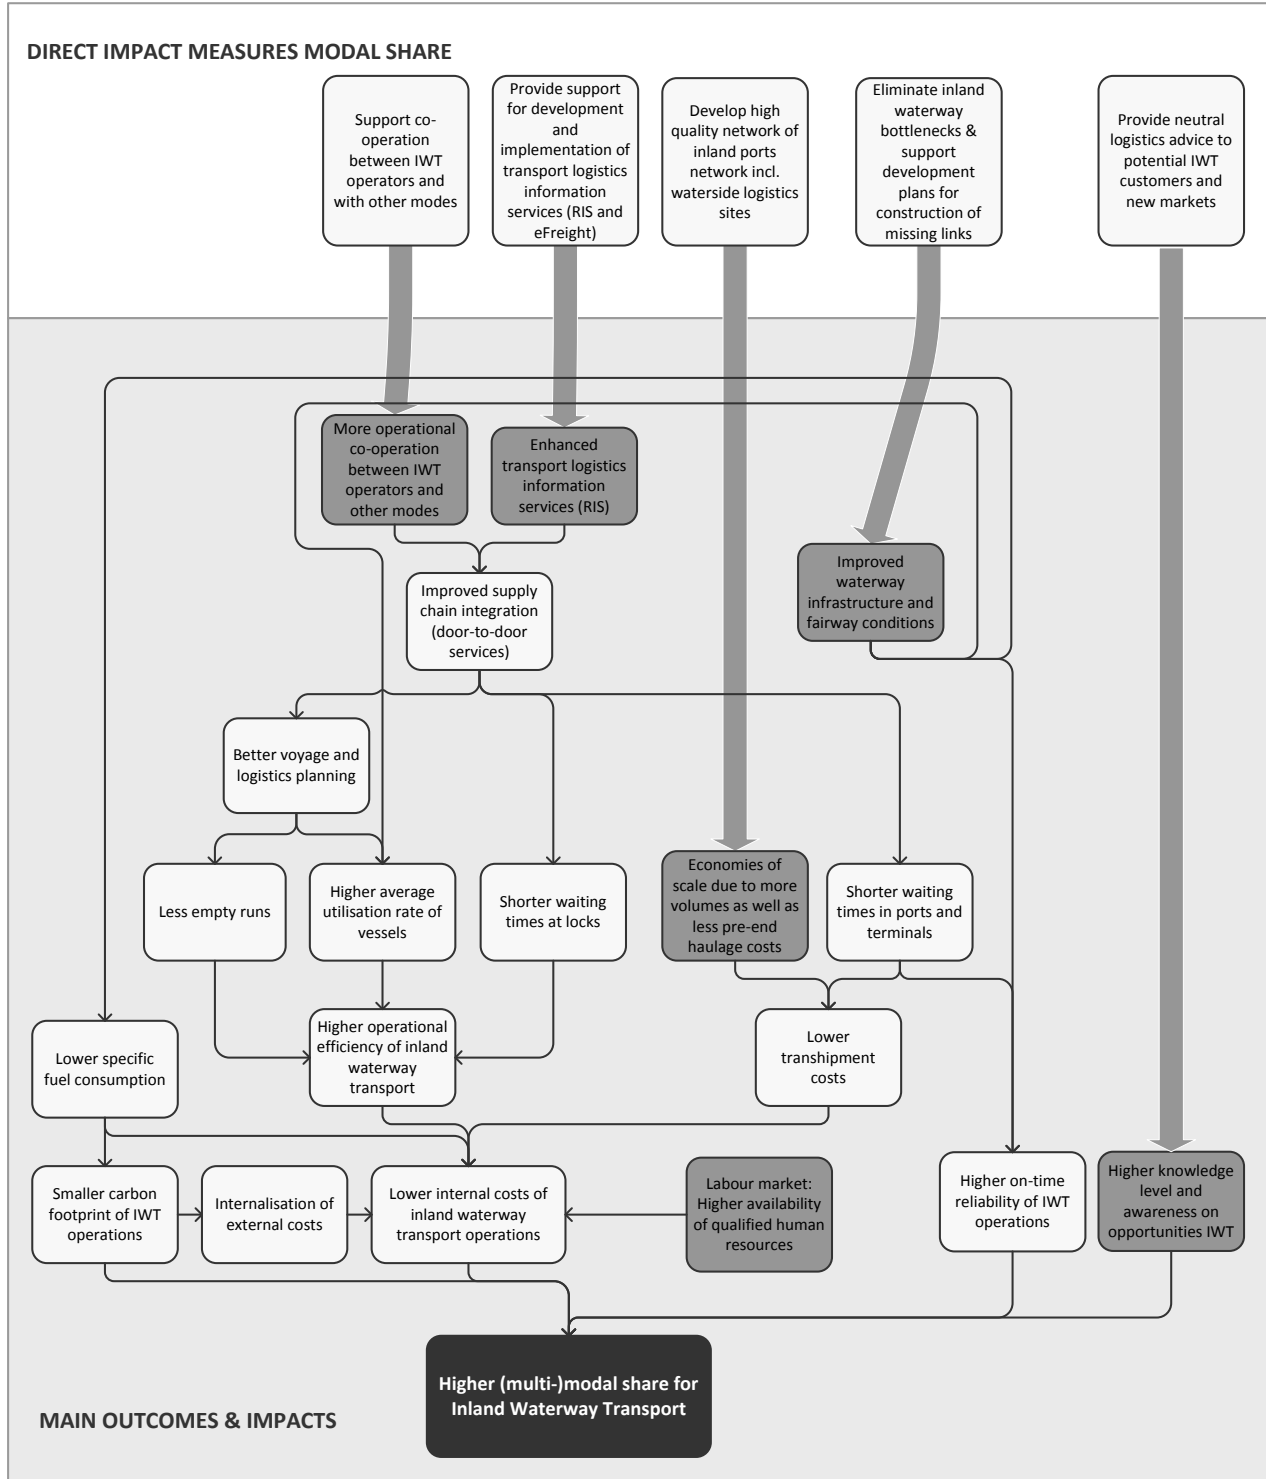 DIRECT IMPACT MEASURES MODAL SHARE
Support co-
operation
between IWT
operators and
with other modes
Provide support
for development
and
implementation of
transport logistics
information
services (RIS and
eFreight)
Develop high
quality network of
inland ports
network incl.
waterside logistics
sites
Eliminate inland
waterway
bottlenecks &
support
development
plans for
construction of
missing links
Provide neutral
logistics advice to
potential IWT
customers and
new markets
More operational
co-operation
between IWT
operators and
other modes
Enhanced
transport logistics
information
services (RIS)
Improved
waterway
infrastructure and
fairway conditions
Improved supply
chain integration
(door-to-door
services)
Better voyage and
logistics planning
Less empty runs
Higher average
utilisation rate of
vessels
Shorter waiting
times at locks
Economies of
scale due to more
volumes as well as
less pre-end
haulage costs
Shorter waiting
times in ports and
terminals
Lower specific
fuel consumption
Higher operational
efficiency of inland
waterway
transport
Lower
transhipment
costs
Smaller carbon
footprint of IWT
operations
Internalisation of
external costs
Lower internal costs of
inland waterway
transport operations
Labour market:
Higher availability
of qualified human
resources
Higher on-time
reliability of IWT
operations
Higher knowledge
level and
awareness on
opportunities IWT
Higher (multi-)modal share for
Inland Waterway Transport
MAIN OUTCOMES & IMPACTS